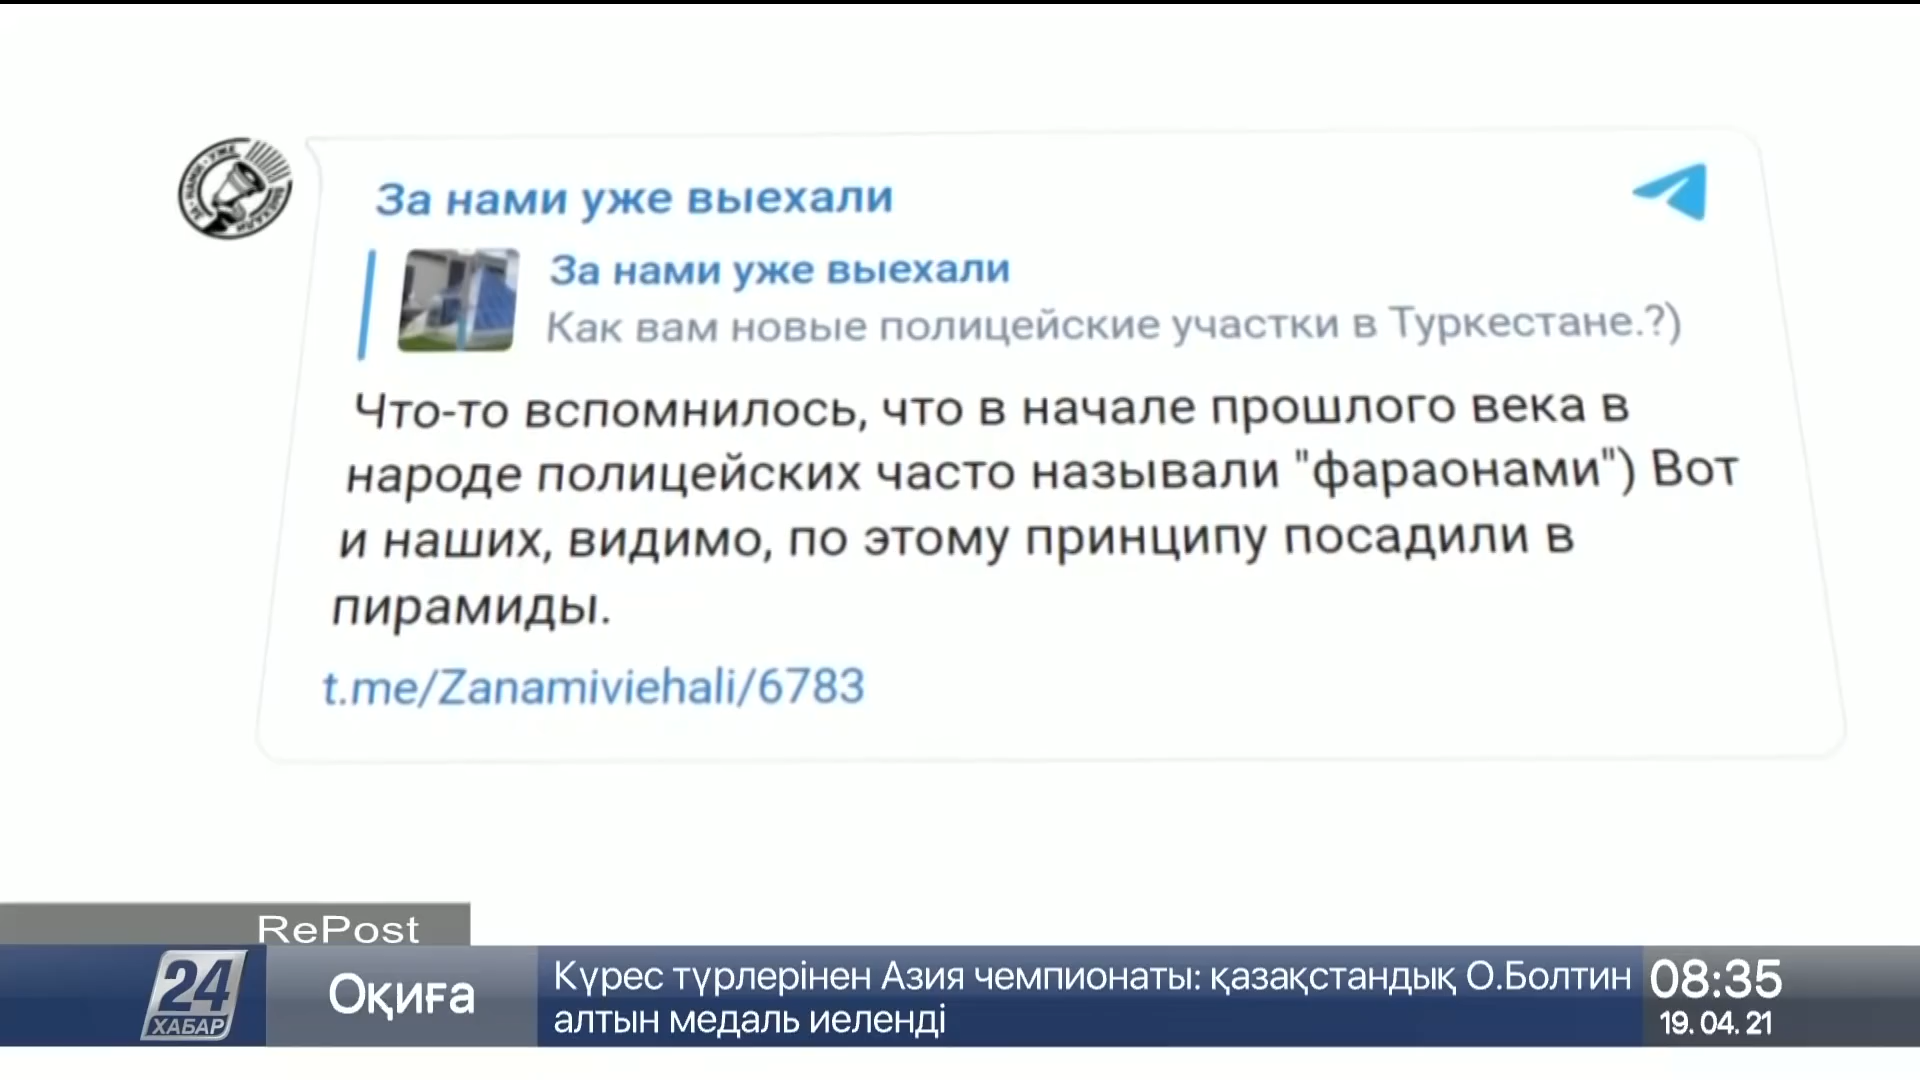 За нами уже выехали
За нами уже выехали
Как вам новые полицейские участки в Туркестане.?)
Что-то вспомнилось, что в начале прошлого века в
народе полицейских часто называли "фараонами") Вот
и наших, видимо, по этому принципу посадили в
пирамиды.
t.me/Zanamiviehali/6783
RePost
24
ХАБАР
Оқиға
Күрес түрлерінен Азия чемпионаты: қазақстандық О.Болтин
алтын медаль иеленді
08:35
19. 04. 21